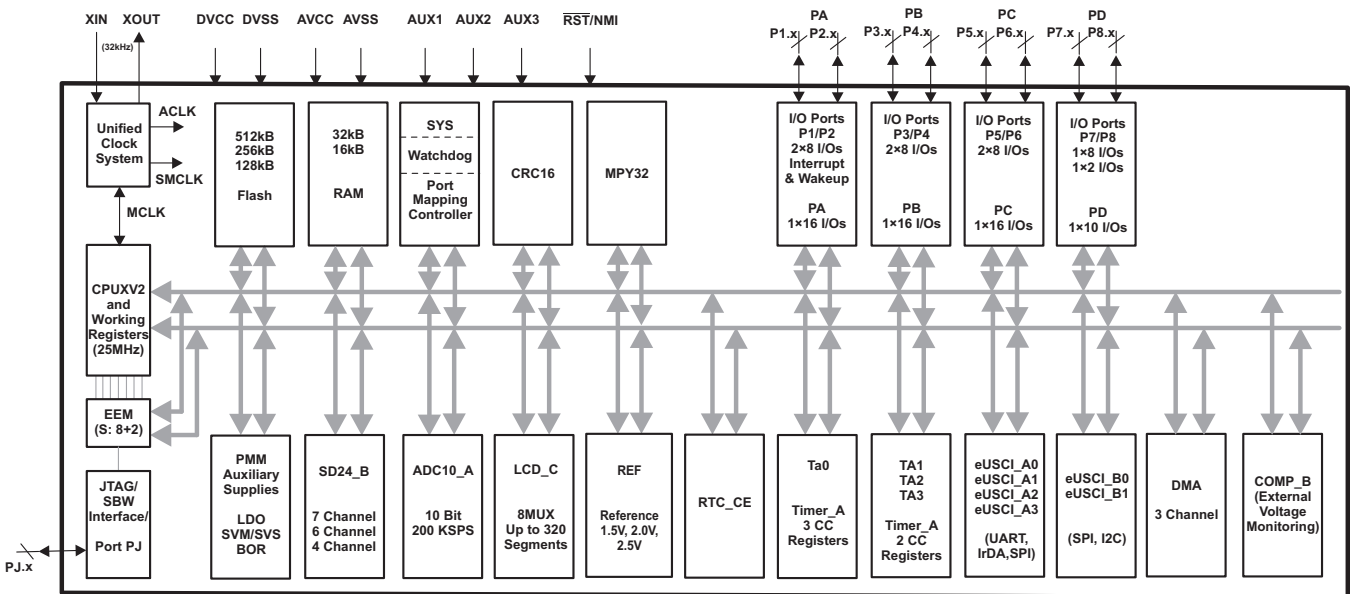 XIN XOUT DVCC DVSS AVCC AVSS AUX1 AUX2 AUX3 RST/NMI
(32kHz)
PA
P1.x P2.x
PB
P3.x P4.x
PC
P5.x P6.x
PD
P7.x P8.x
Unified
Clock
System
ACLK
SMCLK
MCLK
512kB
256kB
128kB
Flash
32kB
16kB
RAM
SYS
Watchdog
Port
Mapping
Controller
CRC16
MPY32
I/O Ports
P1/P2
2×8 I/Os
Interrupt
& Wakeup
PA
1×16 I/Os
I/O Ports
P3/P4
2×8 I/Os
PB
1×16 I/Os
I/O Ports
P5/P6
2×8 I/Os
PC
1×16 I/Os
I/O Ports
P7/P8
1×8 I/Os
1×2 I/Os
PD
1×10 I/Os
CPUXV2
and
Working
Registers
(25MHz)
EEM
(S: 8+2)
JTAG/
SBW
Interface/
Port PJ
PJ.x
PMM
Auxiliary
Supplies
LDO
SVM/SVS
BOR
SD24_B
7 Channel
6 Channel
4 Channel
ADC10_A
10 Bit
200 KSPS
LCD_C
8MUX
Up to 320
Segments
REF
Reference
1.5V, 2.0V,
2.5V
RTC_CE
Ta0
Timer_A
3 CC
Registers
TA1
TA2
TA3
Timer_A
2 CC
Registers
eUSCI_A0
eUSCI_A1
eUSCI_A2
eUSCI_A3
(UART,
IrDA,SPI)
eUSCI_B0
eUSCI_B1
(SPI, I2C)
DMA
3 Channel
COMP_B
(External
Voltage
Monitoring)